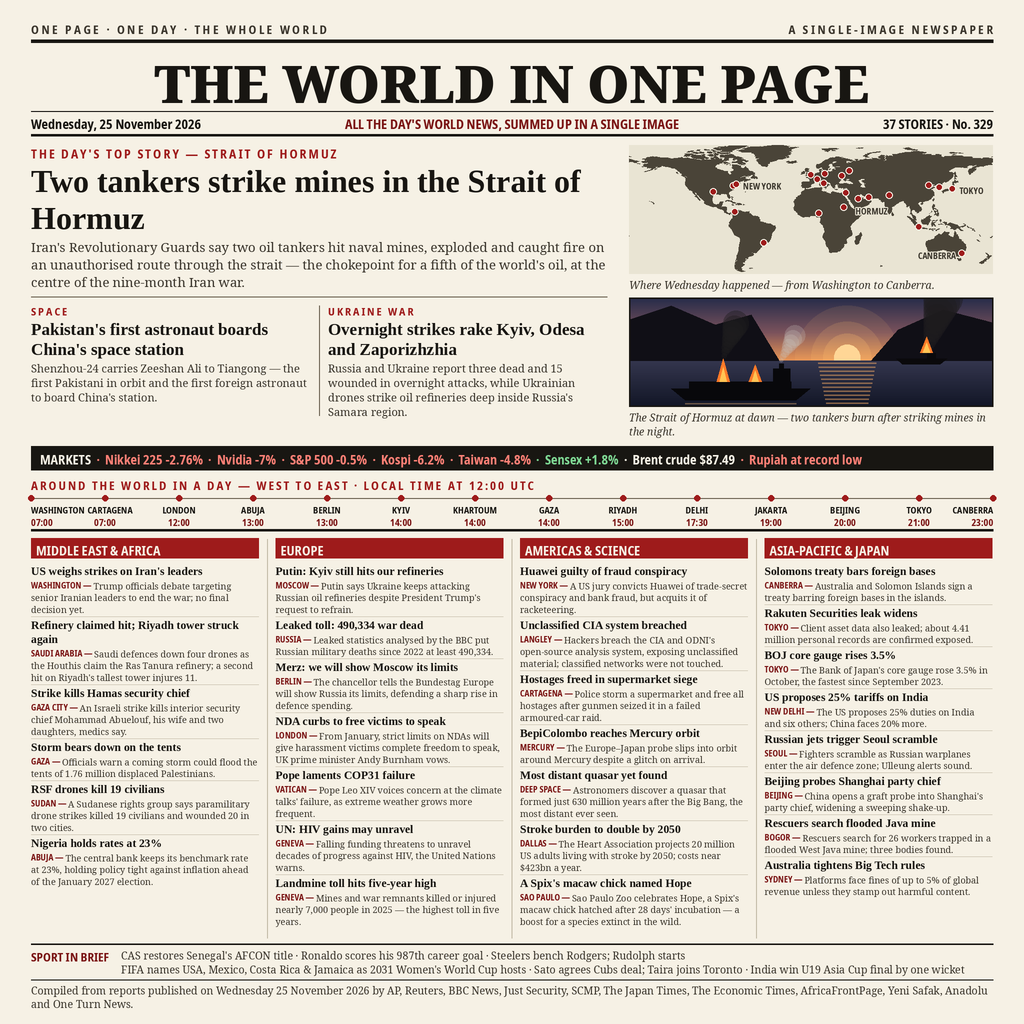 ONE PAGE · ONE DAY · THE WHOLE WORLD
A SINGLE-IMAGE NEWSPAPER
THE WORLD IN ONE PAGE
Wednesday, 25 November 2026
ALL THE DAY'S WORLD NEWS, SUMMED UP IN A SINGLE IMAGE
37 STORIES · No. 329
THE DAY'S TOP STORY — STRAIT OF HORMUZ
Two tankers strike mines in the Strait of
Hormuz
Iran's Revolutionary Guards say two oil tankers hit naval mines, exploded and caught fire on
an unauthorised route through the strait — the chokepoint for a fifth of the world's oil, at the
centre of the nine-month Iran war.
SPACE
Pakistan's first astronaut boards
China's space station
Shenzhou-24 carries Zeeshan Ali to Tiangong — the
first Pakistani in orbit and the first foreign astronaut
to board China's station.
UKRAINE WAR
Overnight strikes rake Kyiv, Odesa
and Zaporizhzhia
Russia and Ukraine report three dead and 15
wounded in overnight attacks, while Ukrainian
drones strike oil refineries deep inside Russia's
Samara region.
NEW YORK
TOKYO
HORMUZ
CANBERRA
Where Wednesday happened — from Washington to Canberra.
The Strait of Hormuz at dawn — two tankers burn after striking mines in
the night.
MARKETS · Nikkei 225 -2.76% · Nvidia -7% · S&P 500 -0.5% · Kospi -6.2% · Taiwan -4.8% · Sensex +1.8% · Brent crude $87.49 · Rupiah at record low
AROUND THE WORLD IN A DAY — WEST TO EAST · LOCAL TIME AT 12:00 UTC
WASHINGTON CARTAGENA LONDON ABUJA BERLIN KYIV KHARTOUM GAZA RIYADH DELHI JAKARTA BEIJING TOKYO CANBERRA
07:00 07:00 12:00 13:00 13:00 14:00 14:00 14:00 15:00 17:30 19:00 20:00 21:00 23:00
MIDDLE EAST & AFRICA
US weighs strikes on Iran's leaders
WASHINGTON — Trump officials debate targeting
senior Iranian leaders to end the war; no final
decision yet.
Refinery claimed hit; Riyadh tower struck
again
SAUDI ARABIA — Saudi defences down four drones as
the Houthis claim the Ras Tanura refinery; a second
hit on Riyadh's tallest tower injures 11.
Strike kills Hamas security chief
GAZA CITY — An Israeli strike kills interior security
chief Mohammad Abuelouf, his wife and two
daughters, medics say.
Storm bears down on the tents
GAZA — Officials warn a coming storm could flood the
tents of 1.76 million displaced Palestinians.
RSF drones kill 19 civilians
SUDAN — A Sudanese rights group says paramilitary
drone strikes killed 19 civilians and wounded 20 in
two cities.
Nigeria holds rates at 23%
ABUJA — The central bank keeps its benchmark rate
at 23%, holding policy tight against inflation ahead
of the January 2027 election.
EUROPE
Putin: Kyiv still hits our refineries
MOSCOW — Putin says Ukraine keeps attacking
Russian oil refineries despite President Trump's
request to refrain.
Leaked toll: 490,334 war dead
RUSSIA — Leaked statistics analysed by the BBC put
Russian military deaths since 2022 at least 490,334.
Merz: we will show Moscow its limits
BERLIN — The chancellor tells the Bundestag Europe
will show Russia its limits, defending a sharp rise in
defence spending.
NDA curbs to free victims to speak
LONDON — From January, strict limits on NDAs will
give harassment victims complete freedom to speak,
UK prime minister Andy Burnham vows.
Pope laments COP31 failure
VATICAN — Pope Leo XIV voices concern at the climate
talks' failure, as extreme weather grows more
frequent.
UN: HIV gains may unravel
GENEVA — Falling funding threatens to unravel
decades of progress against HIV, the United Nations
warns.
Landmine toll hits five-year high
GENEVA — Mines and war remnants killed or injured
nearly 7,000 people in 2025 — the highest toll in five
years.
AMERICAS & SCIENCE
Huawei guilty of fraud conspiracy
NEW YORK — A US jury convicts Huawei of trade-secret
conspiracy and bank fraud, but acquits it of
racketeering.
Unclassified CIA system breached
LANGLEY — Hackers breach the CIA and ODNI's
open-source analysis system, exposing unclassified
material; classified networks were not touched.
Hostages freed in supermarket siege
CARTAGENA — Police storm a supermarket and free all
hostages after gunmen seized it in a failed
armoured-car raid.
BepiColombo reaches Mercury orbit
MERCURY — The Europe–Japan probe slips into orbit
around Mercury despite a glitch on arrival.
Most distant quasar yet found
DEEP SPACE — Astronomers discover a quasar that
formed just 630 million years after the Big Bang, the
most distant ever seen.
Stroke burden to double by 2050
DALLAS — The Heart Association projects 20 million
US adults living with stroke by 2050; costs near
$423bn a year.
A Spix's macaw chick named Hope
SAO PAULO — Sao Paulo Zoo celebrates Hope, a Spix's
macaw chick hatched after 28 days' incubation — a
boost for a species extinct in the wild.
ASIA-PACIFIC & JAPAN
Solomons treaty bars foreign bases
CANBERRA — Australia and Solomon Islands sign a
treaty barring foreign bases in the islands.
Rakuten Securities leak widens
TOKYO — Client asset data also leaked; about 4.41
million personal records are confirmed exposed.
BOJ core gauge rises 3.5%
TOKYO — The Bank of Japan's core gauge rose 3.5% in
October, the fastest since September 2023.
US proposes 25% tariffs on India
NEW DELHI — The US proposes 25% duties on India
and six others; China faces 20% more.
Russian jets trigger Seoul scramble
SEOUL — Fighters scramble as Russian warplanes
enter the air defence zone; Ulleung alerts sound.
Beijing probes Shanghai party chief
BEIJING — China opens a graft probe into Shanghai's
party chief, widening a sweeping shake-up.
Rescuers search flooded Java mine
BOGOR — Rescuers search for 26 workers trapped in a
flooded West Java mine; three bodies found.
Australia tightens Big Tech rules
SYDNEY — Platforms face fines of up to 5% of global
revenue unless they stamp out harmful content.
SPORT IN BRIEF
CAS restores Senegal's AFCON title · Ronaldo scores his 987th career goal · Steelers bench Rodgers; Rudolph starts
FIFA names USA, Mexico, Costa Rica & Jamaica as 2031 Women's World Cup hosts · Sato agrees Cubs deal; Taira joins Toronto · India win U19 Asia Cup final by one wicket
Compiled from reports published on Wednesday 25 November 2026 by AP, Reuters, BBC News, Just Security, SCMP, The Japan Times, The Economic Times, AfricaFrontPage, Yeni Safak, Anadolu
and One Turn News.